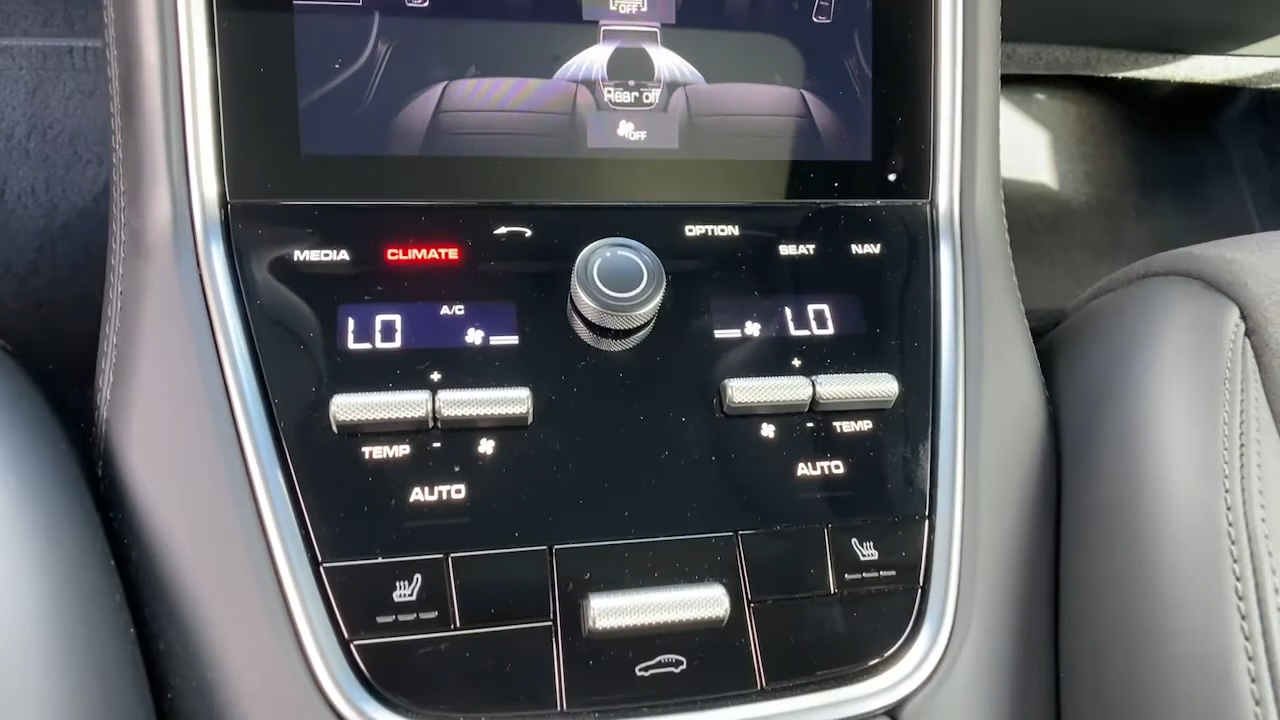 OFF
Rear off
OFF
OPTION
MEDIA
CLIMATE
SEAT
NAV
A/C
LO
LO
+
+
TEMP
-
-
TEMP
AUTO
AUTO